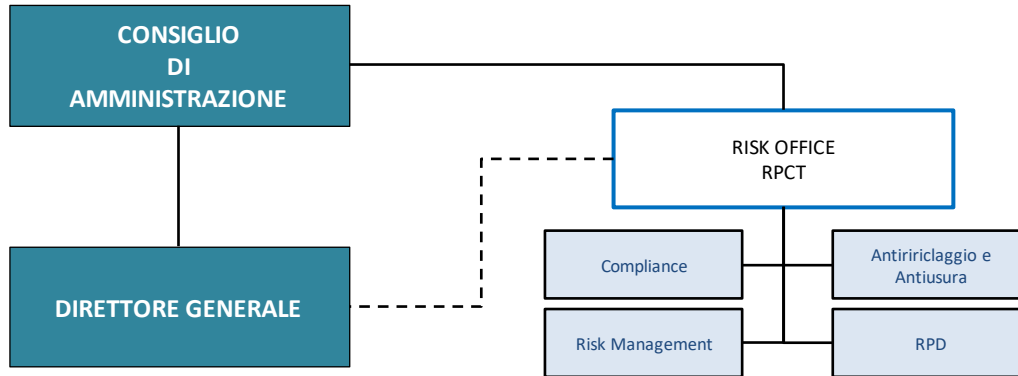 CONSIGLIO
DI
AMMINISTRAZIONE
RISK OFFICE
RPCT
Compliance
Antiririclaggio e
Antiusura
DIRETTORE GENERALE
Risk Management
RPD